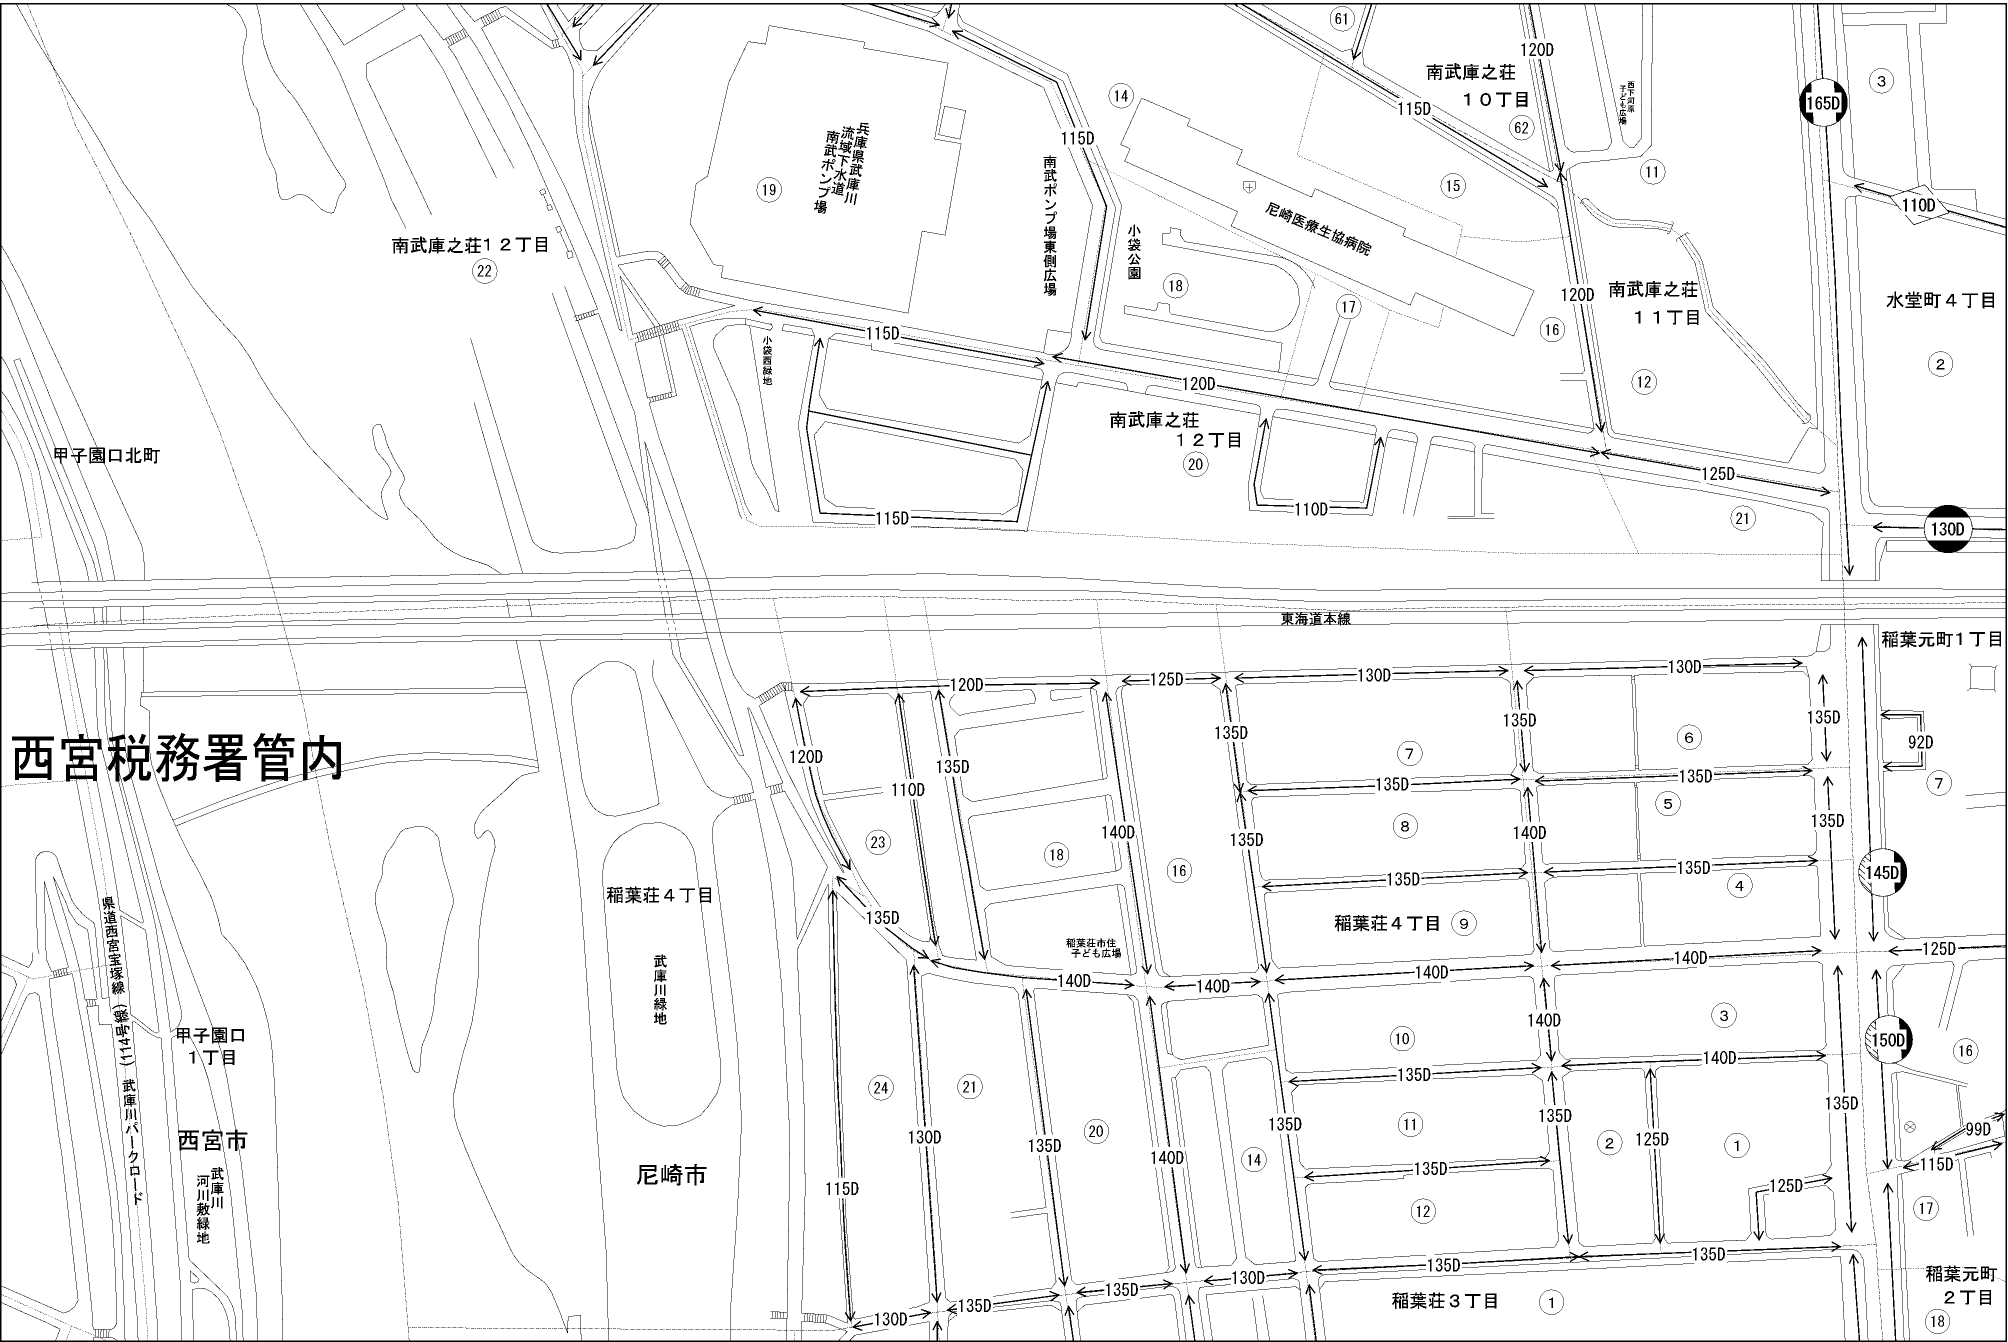 61
120D
南武庫之荘
10丁目
62
西下河原
子ども広場
3
165D
14
115D
115D
兵庫県武庫川
流域下水道
南武ポンプ場
19
南武ポンプ場東側広場
15
11
110D
尼崎医療生協病院
小袋公園
南武庫之荘12丁目
22
18
17
120D
南武庫之荘
11丁目
水堂町4丁目
16
115D
小袋西緑地
2
120D
12
南武庫之荘
12丁目
20
甲子園口北町
125D
115D
110D
21
130D
東海道本線
稲葉元町1丁目
120D
125D
130D
130D
135D
135D
135D
6
92D
7
西宮税務署管内
120D
135D
7
110D
135D
135D
7
5
8
135D
140D
140D
135D
23
18
16
135D
135D
145D
4
稲葉荘4丁目
135D
稲葉荘4丁目
9
稲葉荘市住
子ども広場
125D
140D
140D
140D
140D
県道西宮宝塚線(114号線)武庫川パークロード
武庫川緑地
甲子園口
1丁目
3
140D
10
150D
16
140D
135D
24
21
135D
135D
135D
20
11
2
1
125D
99D
115D
西宮市
尼崎市
130D
135D
140D
14
135D
115D
125D
武庫川
河川敷緑地
12
17
135D
135D
130D
135D
135D
130D
稲葉荘3丁目
1
稲葉元町
2丁目
18